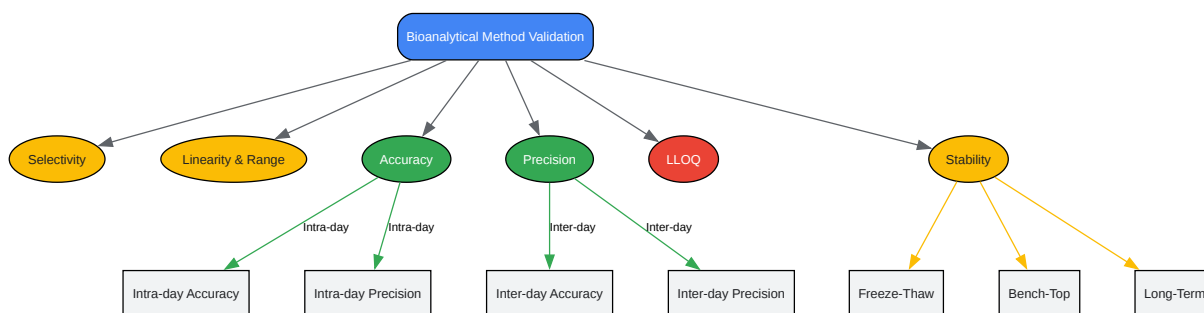 Bioanalytical Method Validation
Selectivity
Linearity & Range
Accuracy
Precision
LLOQ
Stability
Intra-day
Intra-day
Inter-day
Inter-day
Intra-day Accuracy
Intra-day Precision
Inter-day Accuracy
Inter-day Precision
Freeze-Thaw
Bench-Top
Long-Term